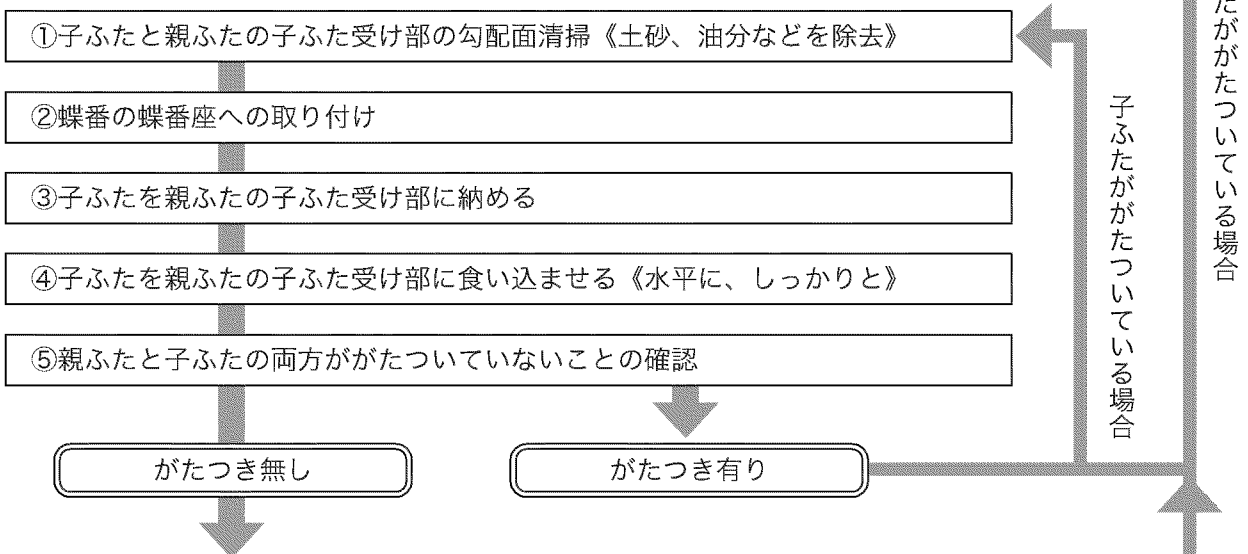 ①子ふたと親ふたの子ふた受け部の勾配面清掃《土砂、油分などを除去》
②蝶番の蝶番座への取り付け
③子ふたを親ふたの子ふた受け部に納める
④子ふたを親ふたの子ふた受け部に食い込ませる《水平に、しっかりと》
⑤親ふたと子ふたの両方ががたついていないことの確認
がたつき無し
がたつき有り
子ふたががたついている場合
たががたついている場合